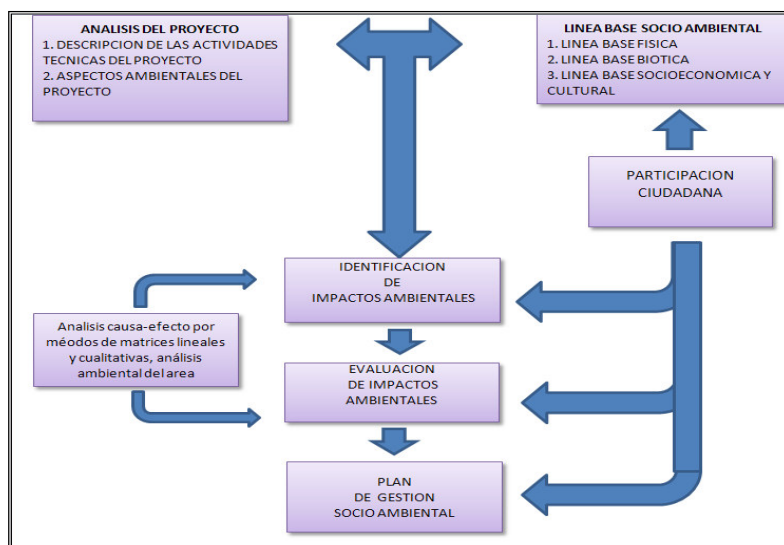 ANALISIS DEL PROYECTO
1. DESCRIPCION DE LAS ACTIVIDADES
TECNICAS DEL PROYECTO
2. ASPECTOS AMBIENTALES DEL
PROYECTO
LINEA BASE SOCIO AMBIENTAL
1. LINEA BASE FISICA
2. LINEA BASE BIOTICA
3. LINEA BASE SOCIOECONOMICA Y
CULTURAL
PARTICIPACION
CIUDADANA
IDENTIFICACION
DE
IMPACTOS AMBIENTALES
Analisis causa-efecto por
méodos de matrices lineales
y cualitativas, análisis
ambiental del area
EVALUACION
DE IMPACTOS
AMBIENTALES
PLAN
DE GESTION
SOCIO AMBIENTAL